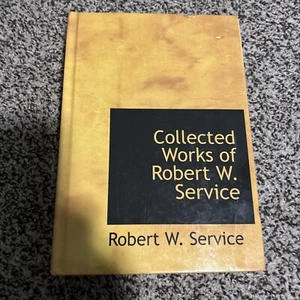 Collected
Works of
Robert W.
Service
Robert W. Service